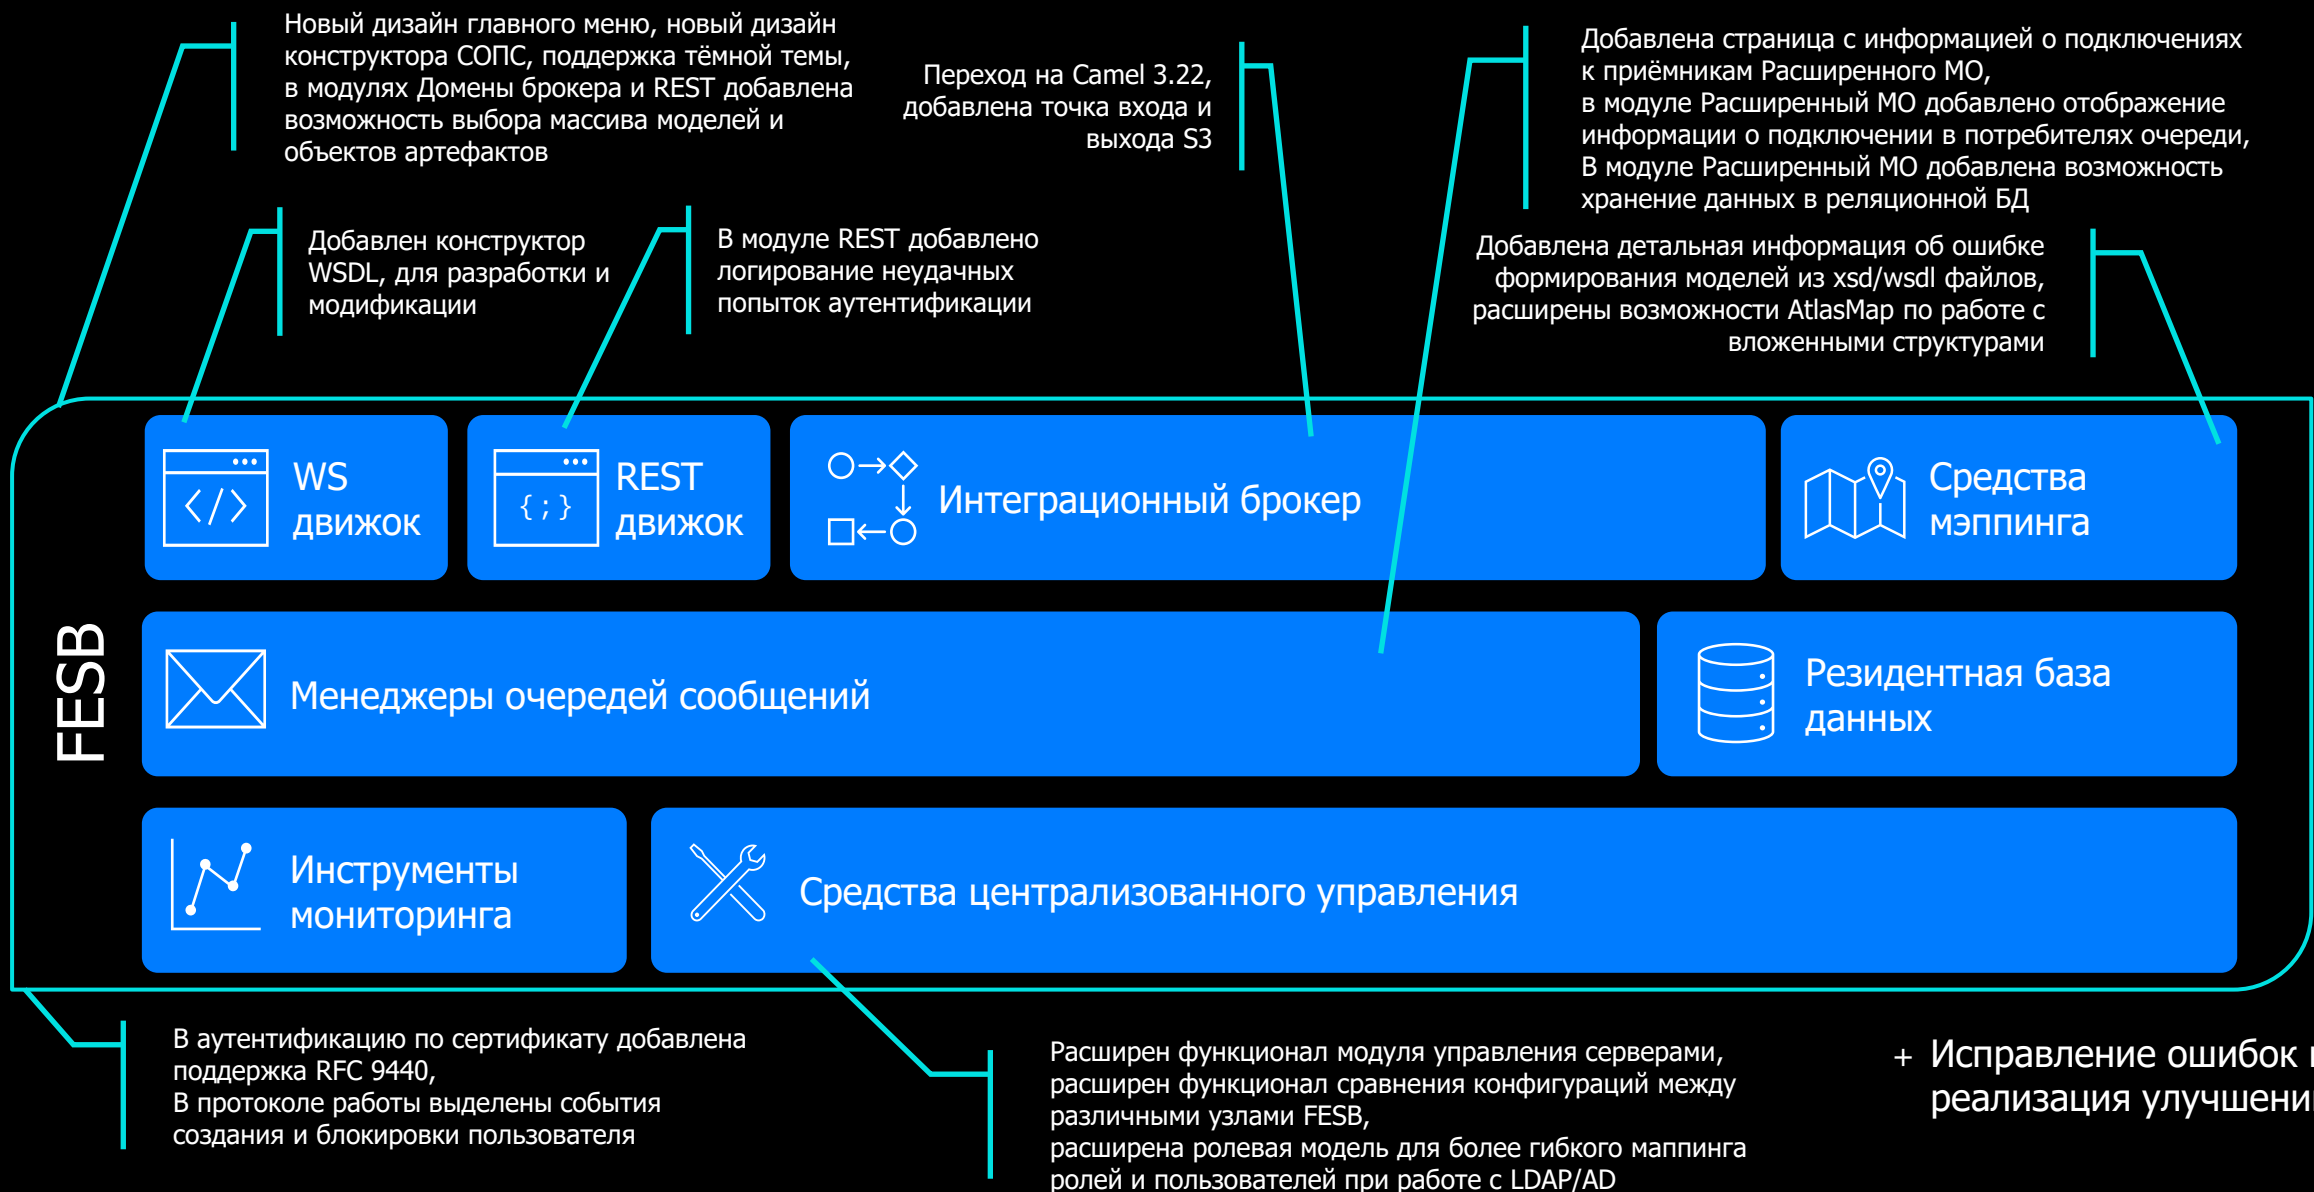 Новый дизайн главного меню, новый дизайн
конструктора СОПС, поддержка тёмной темы,
в модулях Домены брокера и REST добавлена
возможность выбора массива моделей и
объектов артефактов
Переход на Camel 3.22,
добавлена точка входа и
выхода S3
Добавлена страница с информацией о подключениях
к приёмникам Расширенного МО,
в модуле Расширенный МО добавлено отображение
информации о подключении в потребителях очереди,
В модуле Расширенный МО добавлена возможность
хранение данных в реляционной БД
Добавлен конструктор
WSDL, для разработки и
модификации
В модуле REST добавлено
логирование неудачных
попыток аутентификации
Добавлена детальная информация об ошибке
формирования моделей из xsd/wsdl файлов,
расширены возможности AtlasMap по работе с
вложенными структурами
FESB
</>
WS
движок
{;}
REST
движок
Интеграционный брокер
Средства
мэппинга
Менеджеры очередей сообщений
Резидентная база
данных
Инструменты
мониторинга
Средства централизованного управления
В аутентификацию по сертификату добавлена
поддержка RFC 9440,
В протоколе работы выделены события
создания и блокировки пользователя
Расширен функционал модуля управления серверами,
расширен функционал сравнения конфигураций между
различными узлами FESB,
расширена ролевая модель для более гибкого маппинга
ролей и пользователей при работе с LDAP/AD
+ Исправление ошибок
реализация